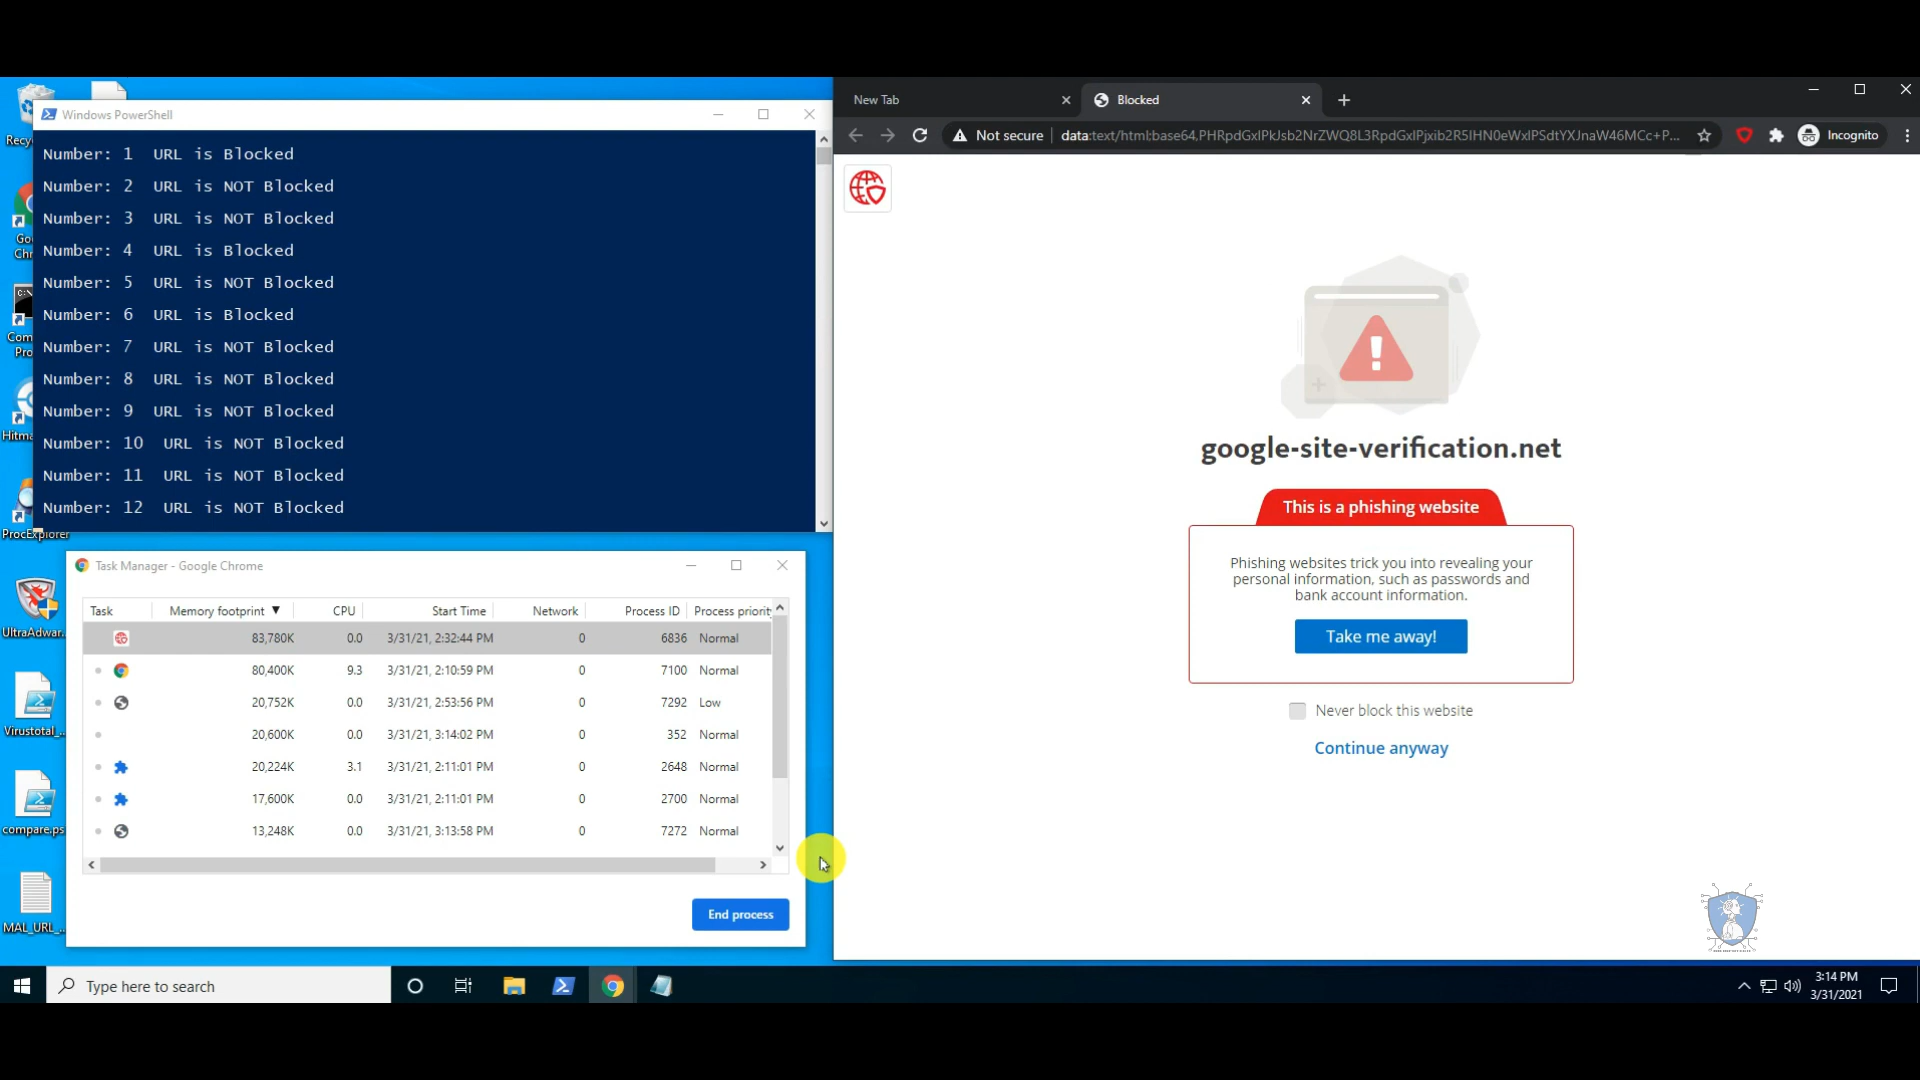 Recyc
Goo
Chr
Com
Pro
Hitma
ProcExplorer
UltraAdwar...
Virustotal_...
compare.ps
MAL_URL_...
Windows PowerShell
Number: 1  URL is Blocked
Number: 2  URL is NOT Blocked
Number: 3  URL is NOT Blocked
Number: 4  URL is Blocked
Number: 5  URL is NOT Blocked
Number: 6  URL is Blocked
Number: 7  URL is NOT Blocked
Number: 8  URL is NOT Blocked
Number: 9  URL is NOT Blocked
Number: 10  URL is NOT Blocked
Number: 11  URL is NOT Blocked
Number: 12  URL is NOT Blocked
Task Manager - Google Chrome
Task Memory footprint ▼ CPU Start Time Network Process ID Process priority
83,780K 0.0 3/31/21, 2:32:44 PM 0 6836 Normal
80,400K 9.3 3/31/21, 2:10:59 PM 0 7100 Normal
20,752K 0.0 3/31/21, 2:53:56 PM 0 7292 Low
20,600K 0.0 3/31/21, 3:14:02 PM 0 352 Normal
20,224K 3.1 3/31/21, 2:11:01 PM 0 2648 Normal
17,600K 0.0 3/31/21, 2:11:01 PM 0 2700 Normal
13,248K 0.0 3/31/21, 3:13:58 PM 0 7272 Normal
End process
New Tab
Blocked
Not secure
Incognito
google-site-verification.net
This is a phishing website
Phishing websites trick you into revealing your
personal information, such as passwords and
bank account information.
Take me away!
Never block this website
Continue anyway
Type here to search
3:14 PM
3/31/2021